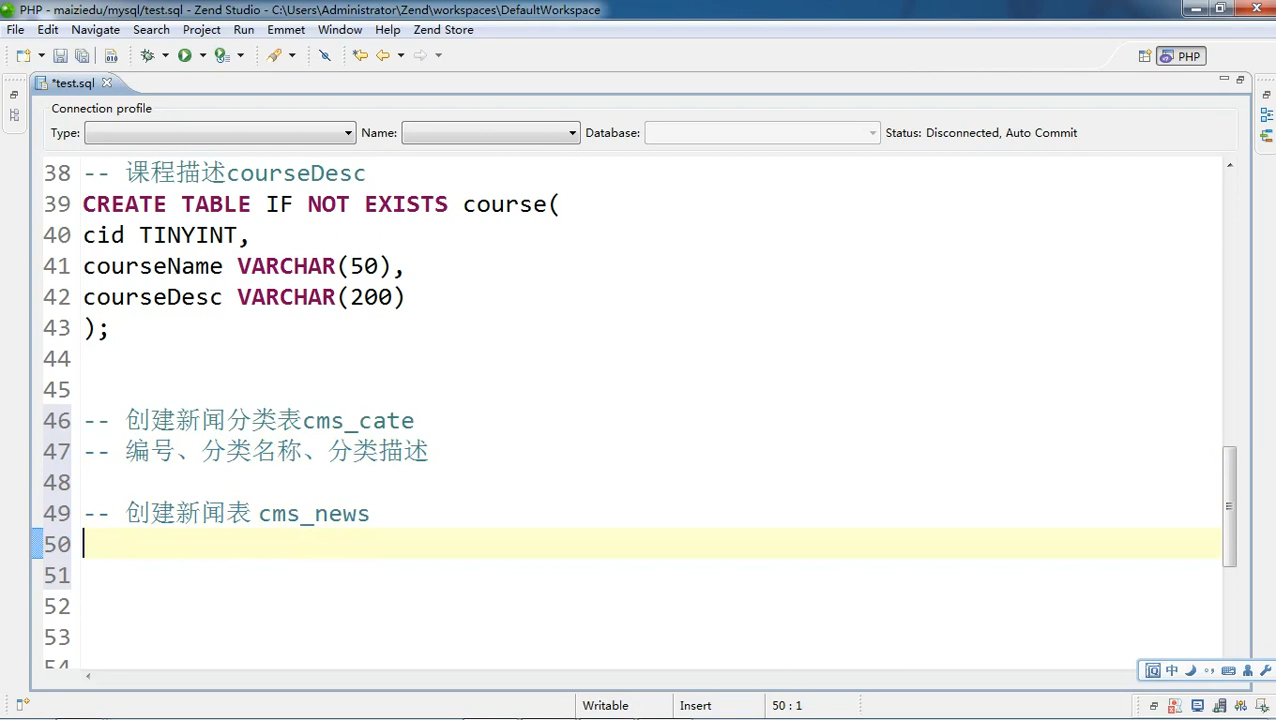 PHP - maiziedu/mysql/test.sql - Zend Studio - C:\Users\Administrator\Zend\workspaces\DefaultWorkspace
File Edit Navigate Search Project Run Emmet Window Help Zend Store
PHP
*test.sql
Connection profile
Type: Name: Database: Status: Disconnected, Auto Commit
38 -- 课程描述courseDesc
39 CREATE TABLE IF NOT EXISTS course(
40 cid TINYINT,
41 courseName VARCHAR(50),
42 courseDesc VARCHAR(200)
43 );
44
45
46 -- 创建新闻分类表cms_cate
47 -- 编号、分类名称、分类描述
48
49 -- 创建新闻表 cms_news
50
51
52
53
54
中
Writable Insert 50 : 1